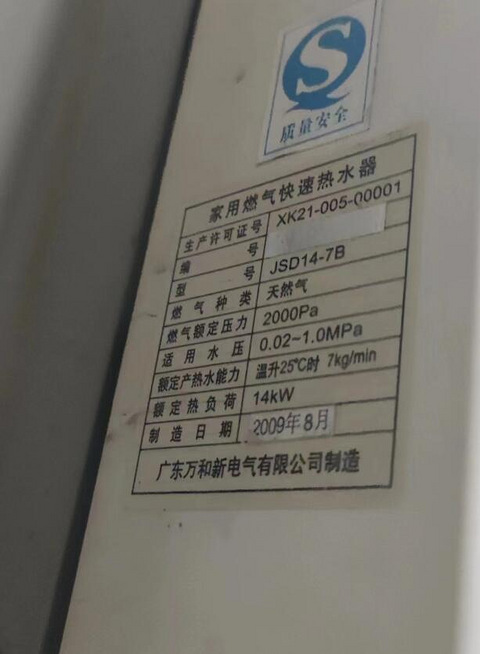 S
质量安全
家用燃气快速热水器
生产许可证号 XK21-005-00001
编号
型号 JSD14-7B
燃气种类 天然气
燃气额定压力 2000Pa
适用水压 0.02~1.0MPa
额定产热水能力 温升25℃时 7kg/min
额定热负荷 14kW
制造日期 2009年8月
广东万和新电气有限公司制造